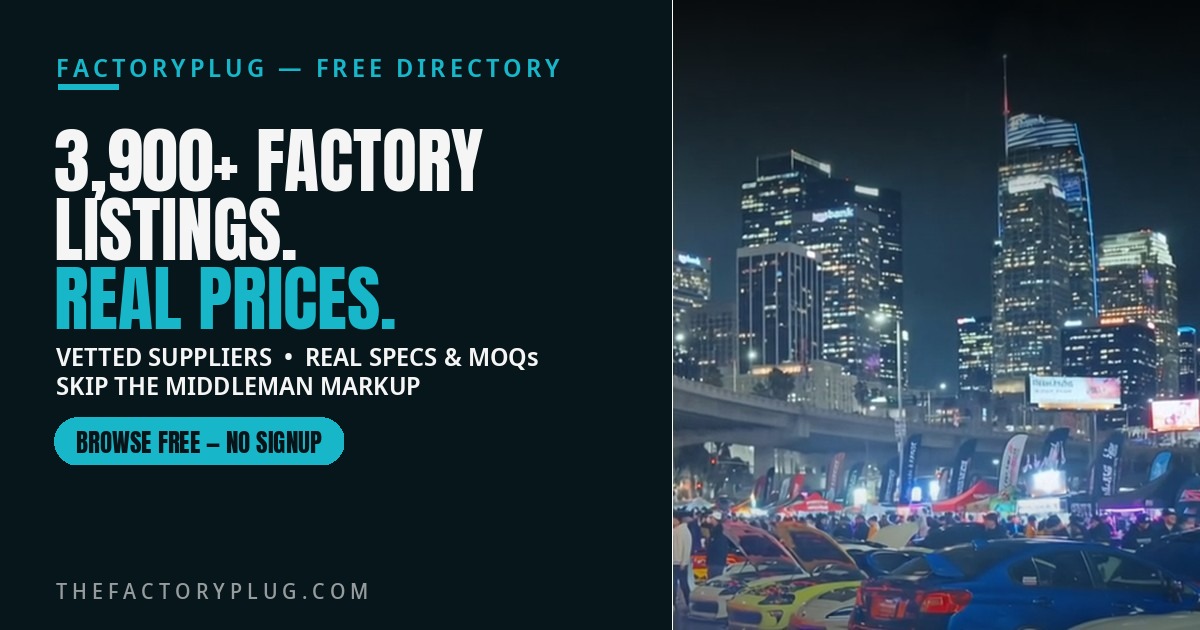 FACTORYPLUG — FREE DIRECTORY
3,900+ FACTORY
LISTINGS.
REAL PRICES.
VETTED SUPPLIERS • REAL SPECS & MOQs
SKIP THE MIDDLEMAN MARKUP
BROWSE FREE – NO SIGNUP
THEFACTORYPLUG.COM